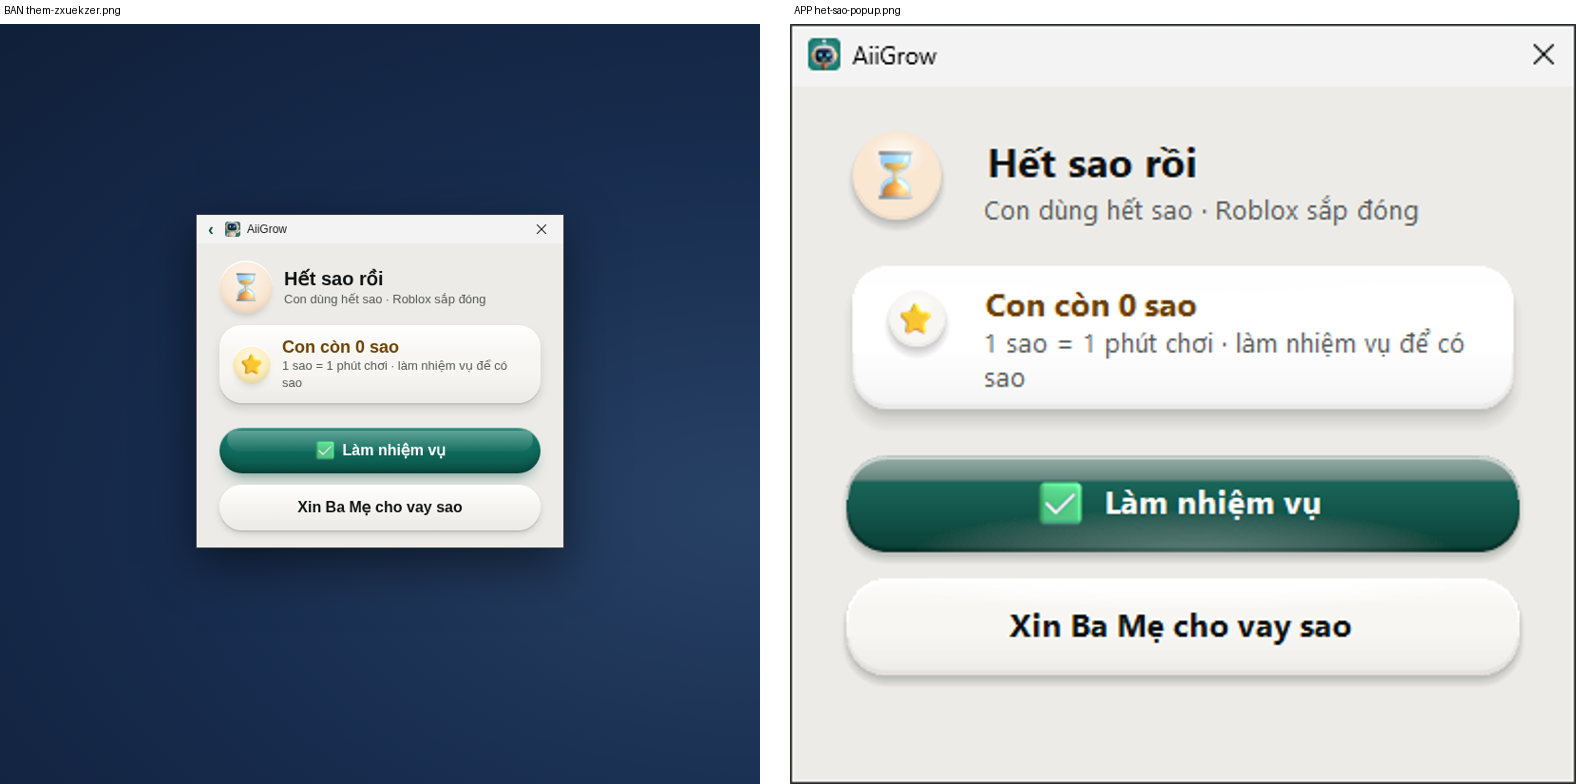 BAN them-zxuekzer.png
‹ AiiGrow
Hết sao rồi
Con dùng hết sao · Roblox sắp đóng
Con còn 0 sao
1 sao = 1 phút chơi · làm nhiệm vụ để có
sao
Làm nhiệm vụ
Xin Ba Mẹ cho vay sao
APP het-sao-popup.png
AiiGrow
Hết sao rồi
Con dùng hết sao · Roblox sắp đóng
Con còn 0 sao
1 sao = 1 phút chơi · làm nhiệm vụ để có
sao
Làm nhiệm vụ
Xin Ba Mẹ cho vay sao